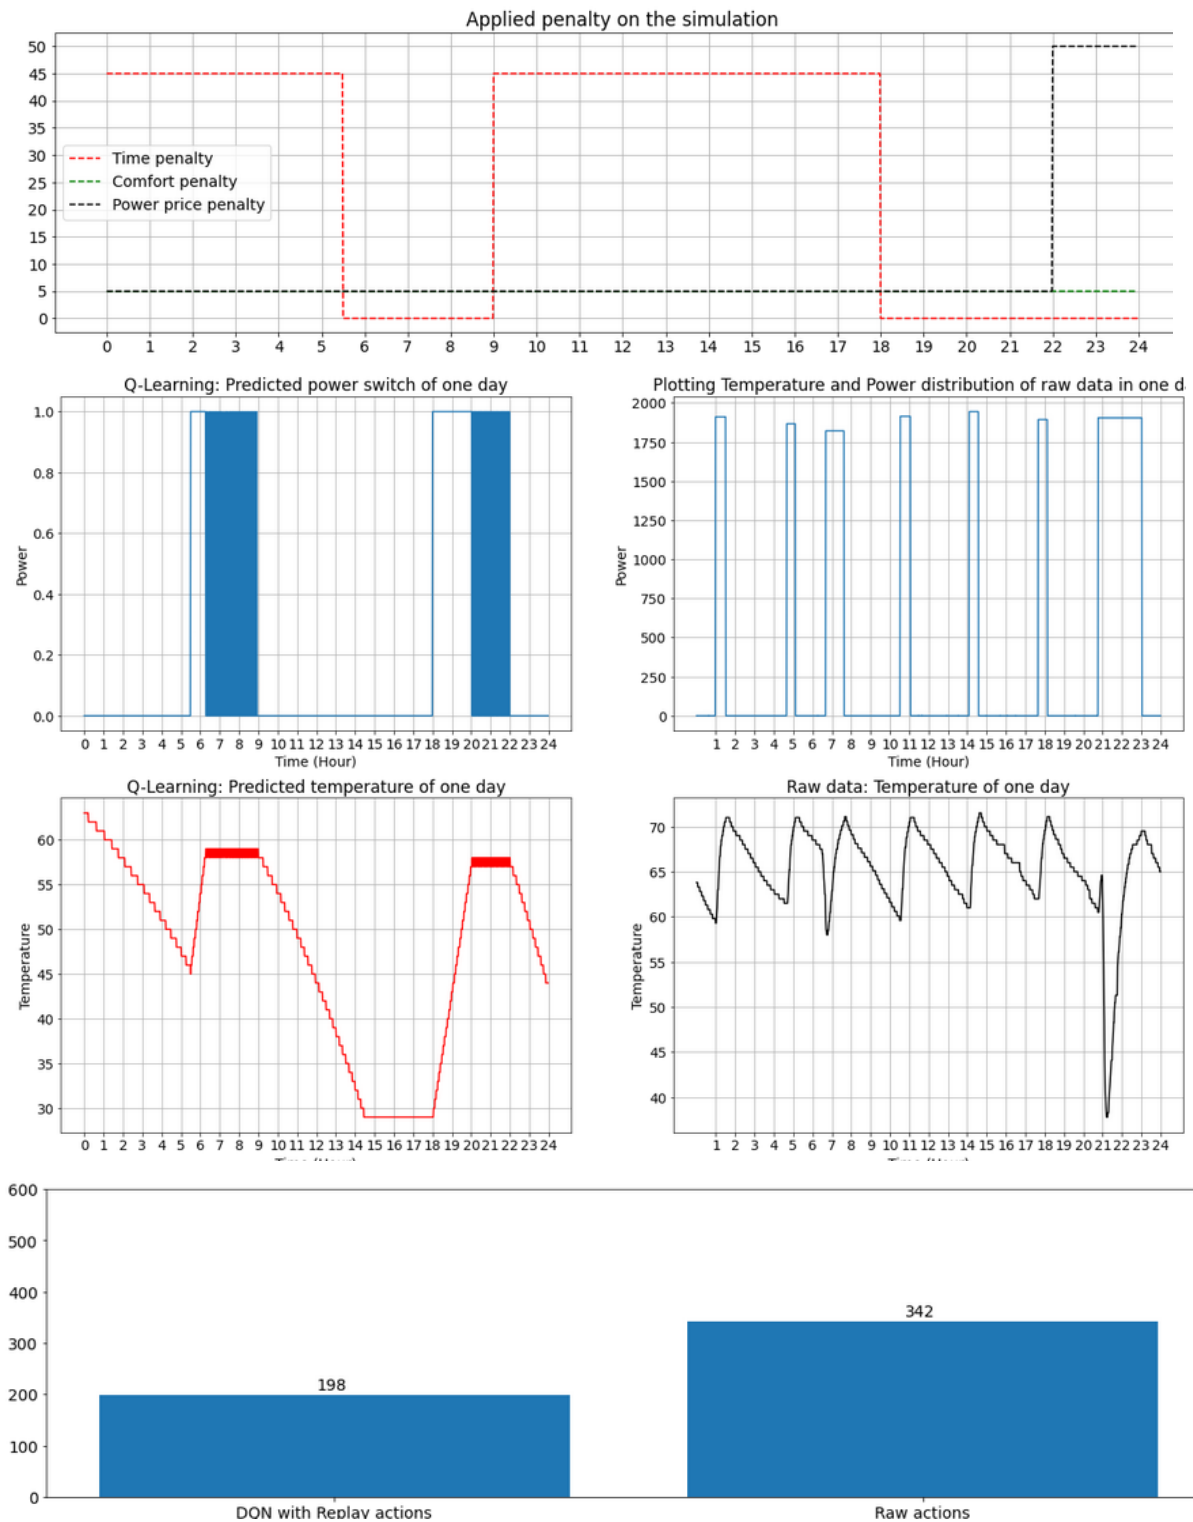 Applied penalty on the simulation
50
45
40
35
30
25
20
15
10
5
0
Time penalty
Comfort penalty
Power price penalty
0 1 2 3 4 5 6 7 8 9 10 11 12 13 14 15 16 17 18 19 20 21 22 23 24
Q-Learning: Predicted power switch of one day
1.0
0.8
0.6
0.4
0.2
0.0
Power
0 1 2 3 4 5 6 7 8 9 10 11 12 13 14 15 16 17 18 19 20 21 22 23 24
Time (Hour)
Plotting Temperature and Power distribution of raw data in one da
2000
1750
1500
1250
1000
750
500
250
0
Power
1 2 3 4 5 6 7 8 9 10 11 12 13 14 15 16 17 18 19 20 21 22 23 24
Time (Hour)
Q-Learning: Predicted temperature of one day
60
55
50
45
40
35
30
Temperature
0 1 2 3 4 5 6 7 8 9 10 11 12 13 14 15 16 17 18 19 20 21 22 23 24
Time (Hour)
Raw data: Temperature of one day
70
65
60
55
50
45
40
Temperature
1 2 3 4 5 6 7 8 9 10 11 12 13 14 15 16 17 18 19 20 21 22 23 24
Time (Hour)
600
500
400
300
200
100
0
198
342
DQN with Replay actions
Raw actions